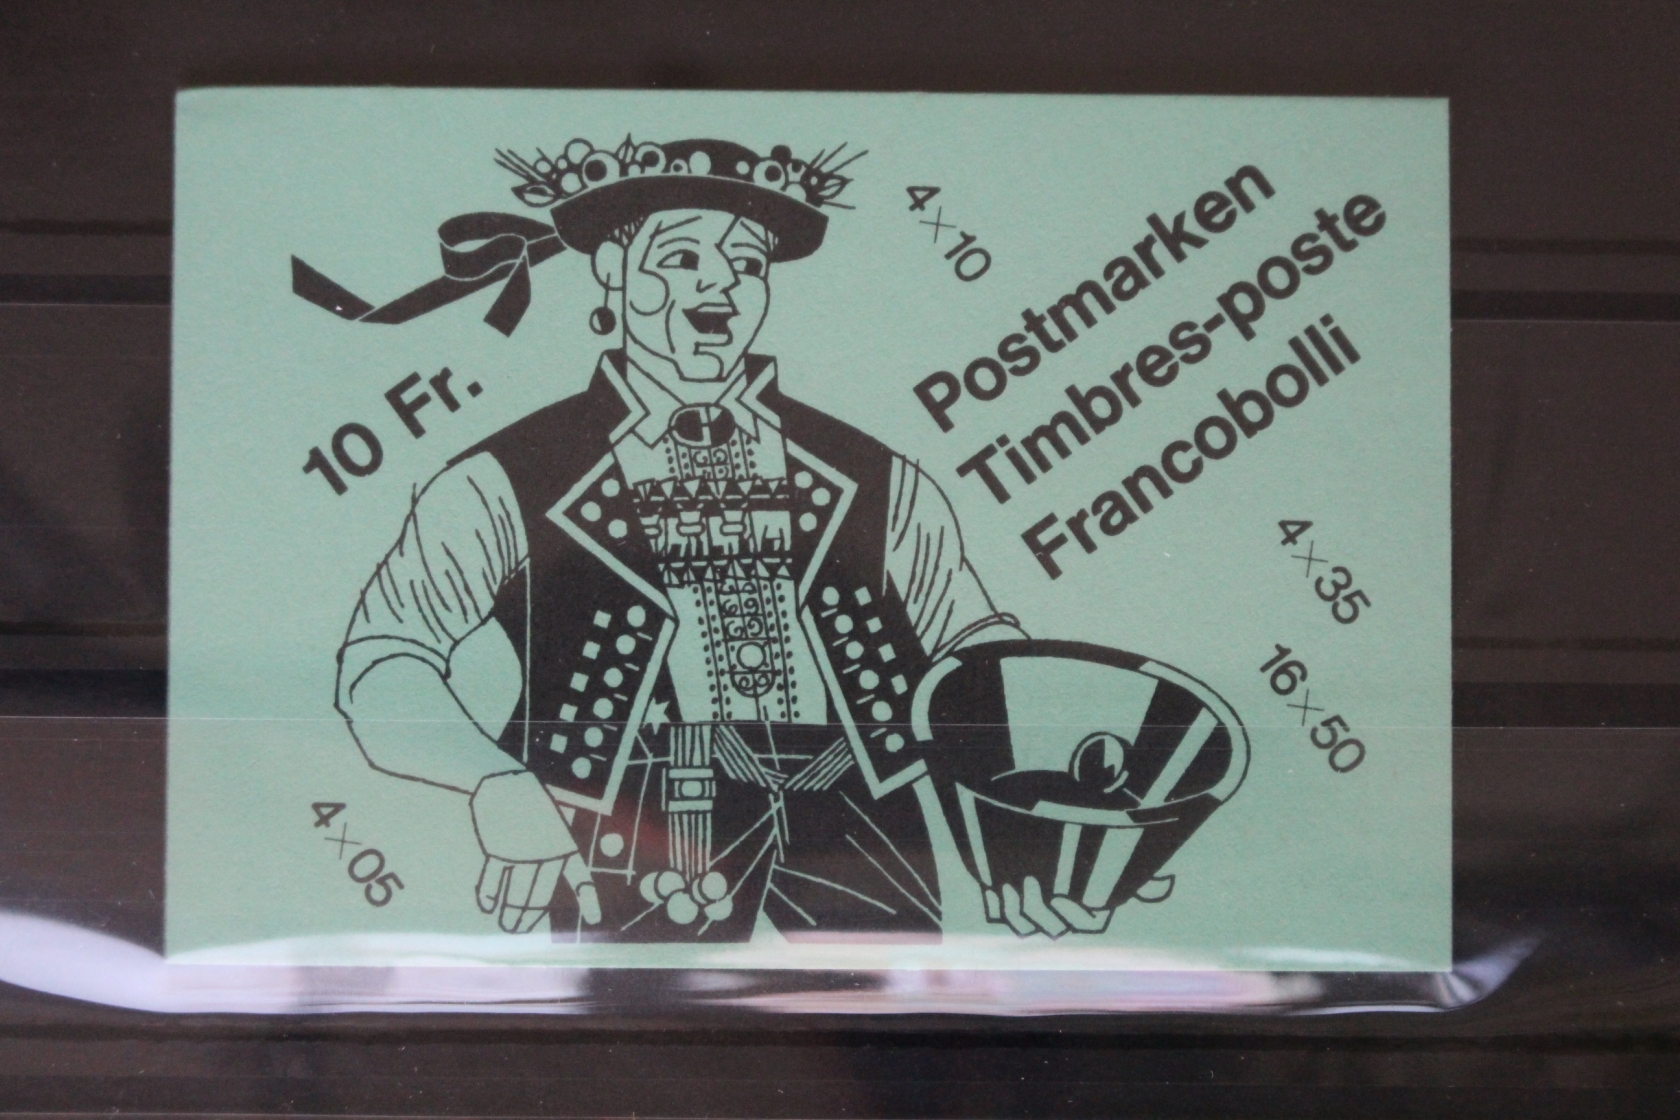 10 Fr.
Postmarken
Timbres-poste
Francobolli
4×10
4×35
16×50
4×05